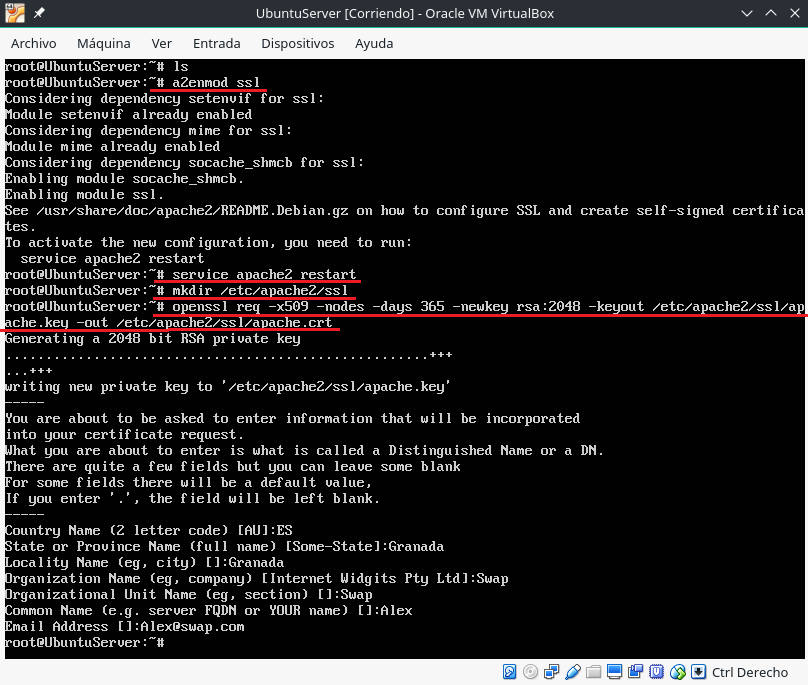 UbuntuServer [Corriendo] - Oracle VM VirtualBox
Archivo Máquina Ver Entrada Dispositivos Ayuda
root@UbuntuServer:~# ls
root@UbuntuServer:~# a2enmod ssl
Considering dependency setenvif for ssl:
Module setenvif already enabled
Considering dependency mime for ssl:
Module mime already enabled
Considering dependency socache_shmcb for ssl:
Enabling module socache_shmcb.
Enabling module ssl.
See /usr/share/doc/apache2/README.Debian.gz on how to configure SSL and create self-signed certifica
tes.
To activate the new configuration, you need to run:
  service apache2 restart
root@UbuntuServer:~# service apache2 restart
root@UbuntuServer:~# mkdir /etc/apache2/ssl
root@UbuntuServer:~# openssl req -x509 -nodes -days 365 -newkey rsa:2048 -keyout /etc/apache2/ssl/ap
ache.key -out /etc/apache2/ssl/apache.crt
Generating a 2048 bit RSA private key
.....................................................+++
...+++
writing new private key to '/etc/apache2/ssl/apache.key'
-----
You are about to be asked to enter information that will be incorporated
into your certificate request.
What you are about to enter is what is called a Distinguished Name or a DN.
There are quite a few fields but you can leave some blank
For some fields there will be a default value,
If you enter '.', the field will be left blank.
-----
Country Name (2 letter code) [AU]:ES
State or Province Name (full name) [Some-State]:Granada
Locality Name (eg, city) []:Granada
Organization Name (eg, company) [Internet Widgits Pty Ltd]:Swap
Organizational Unit Name (eg, section) []:Swap
Common Name (e.g. server FQDN or YOUR name) []:Alex
Email Address []:Alex@swap.com
root@UbuntuServer:~#
Ctrl Derecho